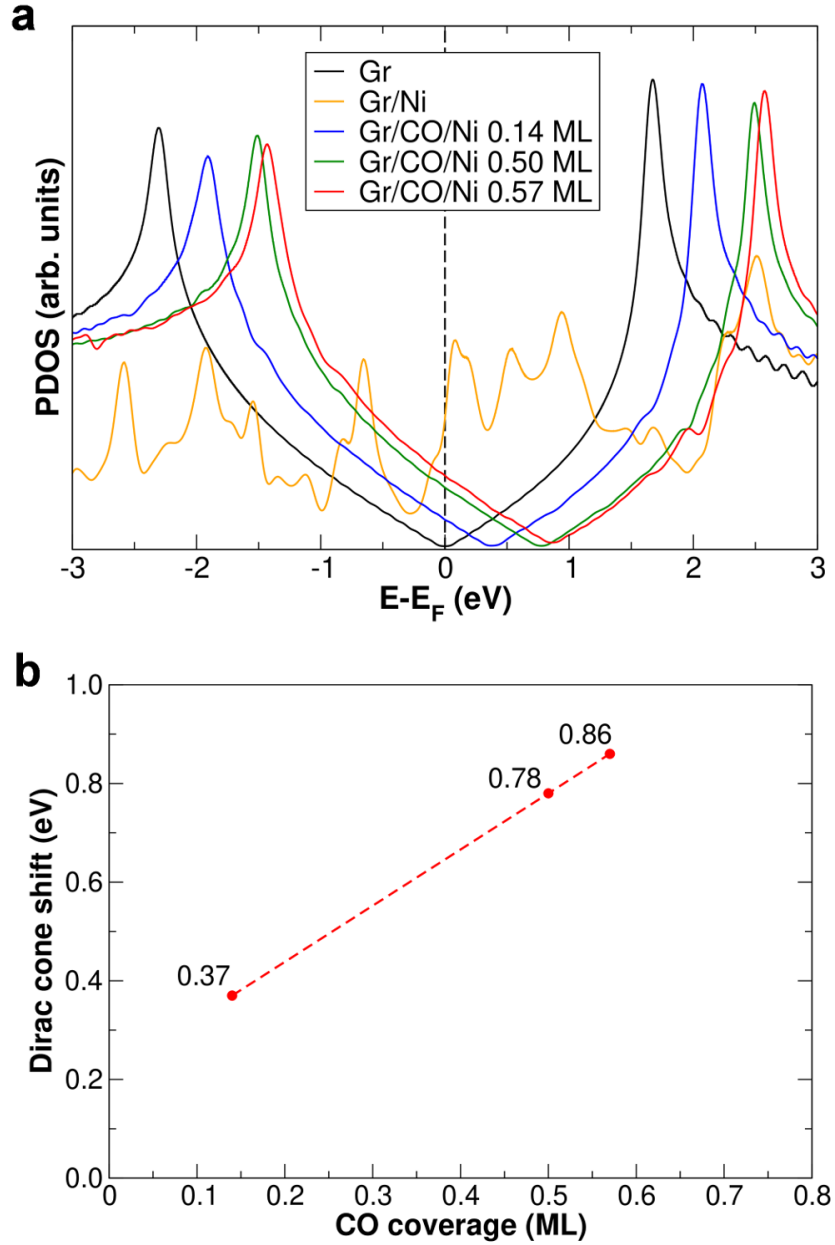 a
Gr
Gr/Ni
Gr/CO/Ni 0.14 ML
Gr/CO/Ni 0.50 ML
Gr/CO/Ni 0.57 ML
PDOS (arb. units)
-3 -2 -1 0 1 2 3
E-E_F (eV)
b
1.0
0.8
0.6
0.4
0.2
0.0
Dirac cone shift (eV)
0.86
0.78
0.37
0 0.1 0.2 0.3 0.4 0.5 0.6 0.7 0.8
CO coverage (ML)